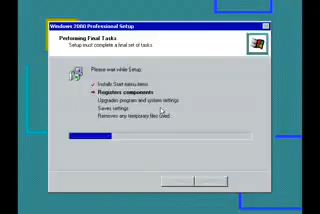 Windows 2000 Professional Setup
Performing Final Tasks
Setup must complete a final set of tasks
Please wait while Setup:
Installs Start menu items
Registers components
Upgrades program and system settings
Saves settings
Removes any temporary files used